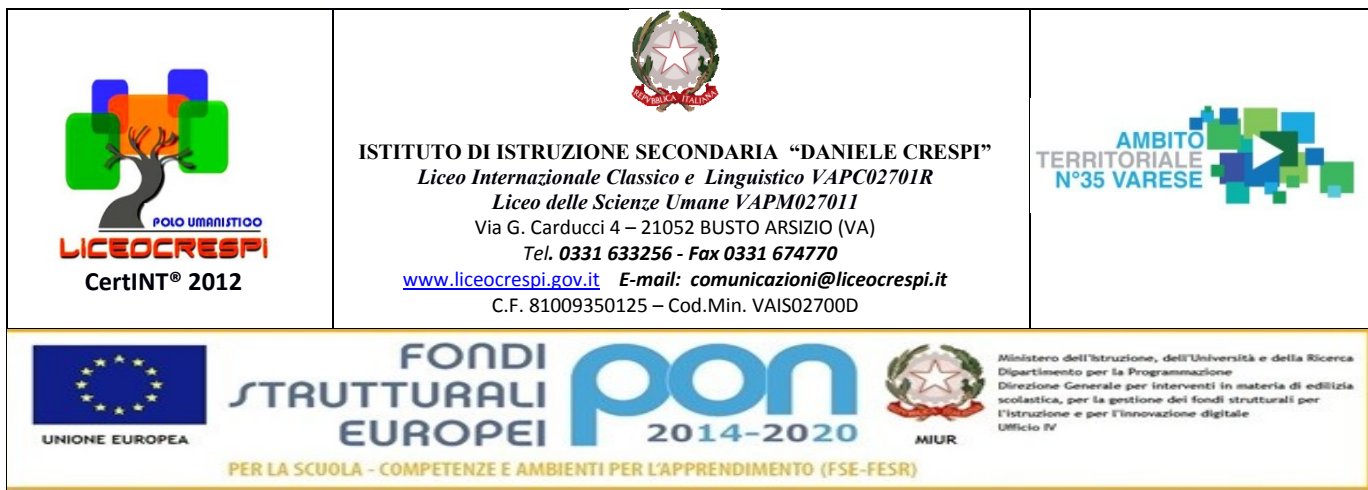 POLO UMANISTICO
LICEOCRESPI
CertINT® 2012
REPVBBLICA ITALIANA
ISTITUTO DI ISTRUZIONE SECONDARIA “DANIELE CRESPI”
Liceo Internazionale Classico e Linguistico VAPC02701R
Liceo delle Scienze Umane VAPM027011
Via G. Carducci 4 – 21052 BUSTO ARSIZIO (VA)
Tel. 0331 633256 - Fax 0331 674770
www.liceocrespi.gov.it E-mail: comunicazioni@liceocrespi.it
C.F. 81009350125 – Cod.Min. VAIS02700D
AMBITO
TERRITORIALE
N°35 VARESE
UNIONE EUROPEA
FONDI
STRUTTURALI
EUROPEI
pon
2014-2020
MIUR
Ministero dell'Istruzione, dell'Università e della Ricerca
Dipartimento per la Programmazione
Direzione Generale per interventi in materia di edilizia
scolastica, per la gestione dei fondi strutturali per
l'istruzione e per l'innovazione digitale
Ufficio IV
PER LA SCUOLA - COMPETENZE E AMBIENTI PER L'APPRENDIMENTO (FSE-FESR)